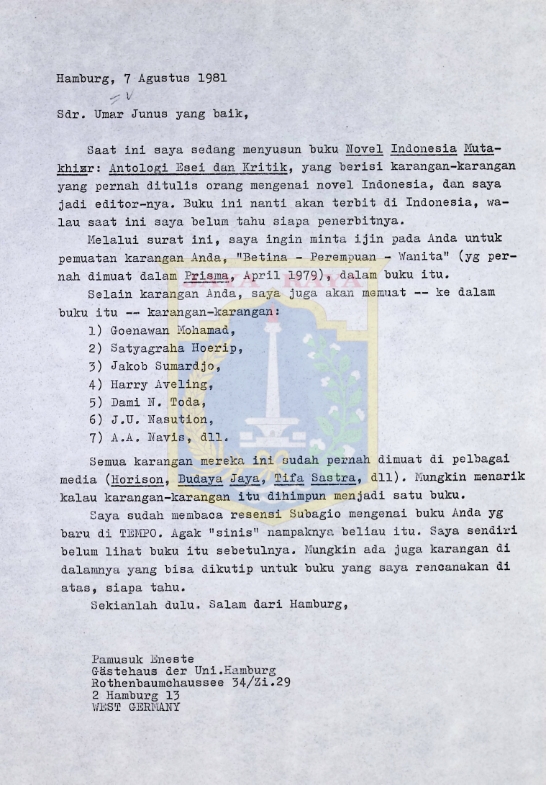 Hamburg, 7 Agustus 1981
Sdr. Umar Junus yang baik,
Saat ini saya sedang menyusun buku Novel Indonesia Muta-
khir: Antologi Esei dan Kritik, yang berisi karangan-karangan
yang pernah ditulis orang mengenai novel Indonesia, dan saya
jadi editor-nya. Buku ini nanti akan terbit di Indonesia, wa-
lau saat ini saya belum tahu siapa penerbitnya.
Melalui surat ini, saya ingin minta ijin pada Anda untuk
pemuatan karangan Anda, "Betina - Perempuan - Wanita" (yg per-
nah dimuat dalam Prisma, April 1979), dalam buku itu.
JAYA RAYA
Selain karangan Anda, saya juga akan memuat -- ke dalam
buku itu -- karangan-karangan:
1) Goenawan Mohamad,
2) Satyagraha Hoerip,
3) Jakob Sumardjo,
4) Harry Aveling,
5) Dami N. Toda,
6) J.U. Nasution,
7) A.A. Navis, dll.
Semua karangan mereka ini sudah pernah dimuat di pelbagai
media (Horison, Budaya Jaya, Tifa Sastra, dll). Mungkin menarik
kalau karangan-karangan itu dihimpun menjadi satu buku.
Saya sudah membaca resensi Subagio mengenai buku Anda yg
baru di TEMPO. Agak "sinis" nampaknya beliau itu. Saya sendiri
belum lihat buku itu sebetulnya. Mungkin ada juga karangan di
dalamnya yang bisa dikutip untuk buku yang saya rencanakan di
atas, siapa tahu.
Sekianlah dulu. Salam dari Hamburg,
Pamusuk Eneste
Gästehaus der Uni.Hamburg
Rothenbaumchaussee 34/Zi.29
2 Hamburg 13
WEST GERMANY